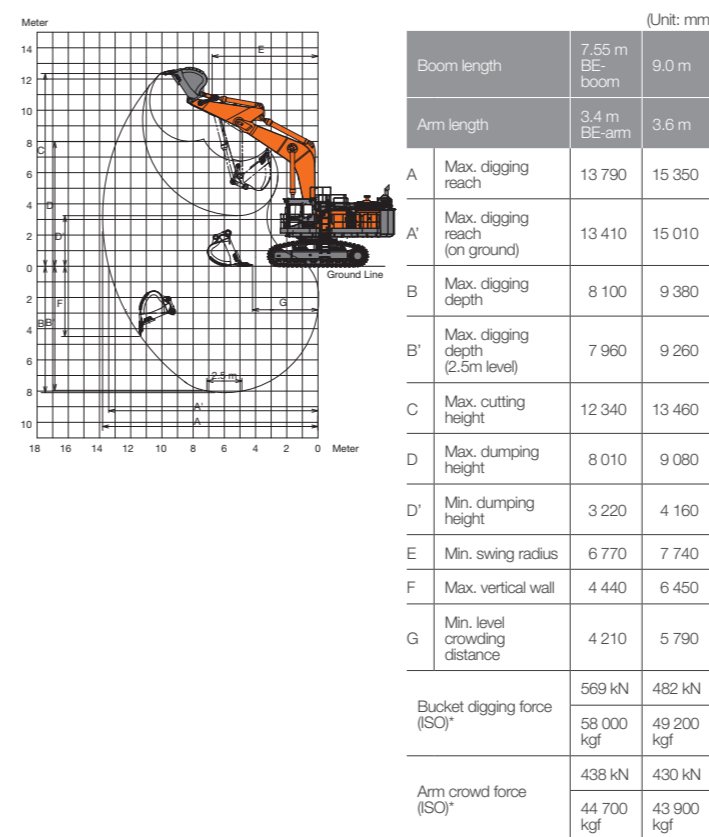 Meter
14
12
10
8
6
4
2
0
2
4
6
8
10
E
C
D
D'
F
B B'
G
Ground Line
2.5 m
A'
A
18 16 14 12 10 8 6 4 2 0 Meter
(Unit: mm
Boom length
7.55 m
BE-
boom
9.0 m
Arm length
3.4 m
BE-arm
3.6 m
A
Max. digging
reach
13 790 15 350
A'
Max. digging
reach
(on ground)
13 410 15 010
B
Max. digging
depth
8 100 9 380
B'
Max. digging
depth
(2.5m level)
7 960 9 260
C
Max. cutting
height
12 340 13 460
D
Max. dumping
height
8 010 9 080
D'
Min. dumping
height
3 220 4 160
E Min. swing radius 6 770 7 740
F Max. vertical wall 4 440 6 450
G
Min. level
crowding
distance
4 210 5 790
Bucket digging force
(ISO)*
569 kN 482 kN
58 000
kgf
49 200
kgf
Arm crowd force
(ISO)*
438 kN 430 kN
44 700
kgf
43 900
kgf